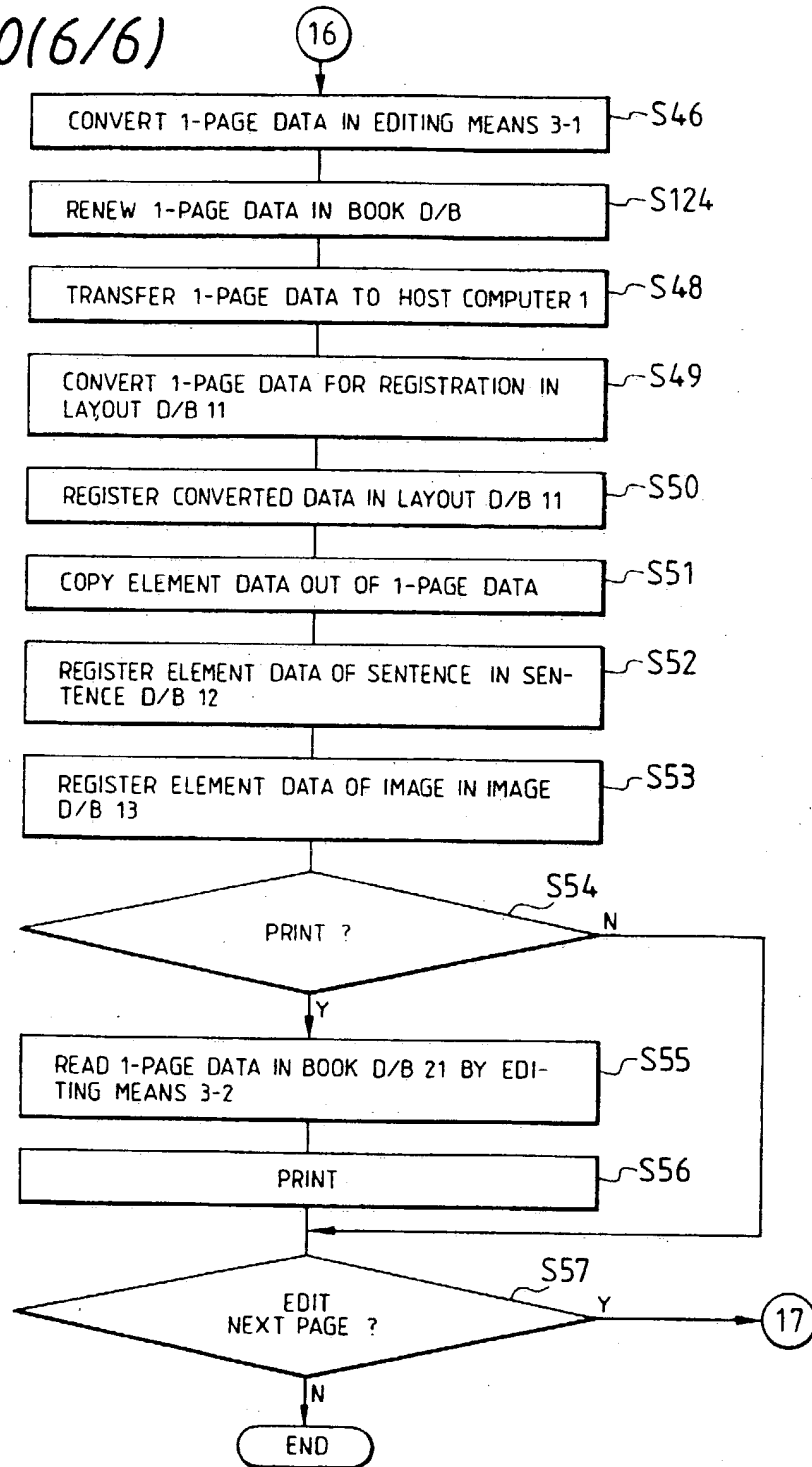 0(6/6)
16
CONVERT 1-PAGE DATA IN EDITING MEANS 3-1
S46
RENEW 1-PAGE DATA IN BOOK D/B
S124
TRANSFER 1-PAGE DATA TO HOST COMPUTER 1
S48
CONVERT 1-PAGE DATA FOR REGISTRATION IN
LAYOUT D/B 11
S49
REGISTER CONVERTED DATA IN LAYOUT D/B 11
S50
COPY ELEMENT DATA OUT OF 1-PAGE DATA
S51
REGISTER ELEMENT DATA OF SENTENCE IN SEN-
TENCE D/B 12
S52
REGISTER ELEMENT DATA OF IMAGE IN IMAGE
D/B 13
S53
S54
PRINT ?
N
Y
READ 1-PAGE DATA IN BOOK D/B 21 BY EDI-
TING MEANS 3-2
S55
PRINT
S56
S57
EDIT
NEXT PAGE ?
Y
17
N
END